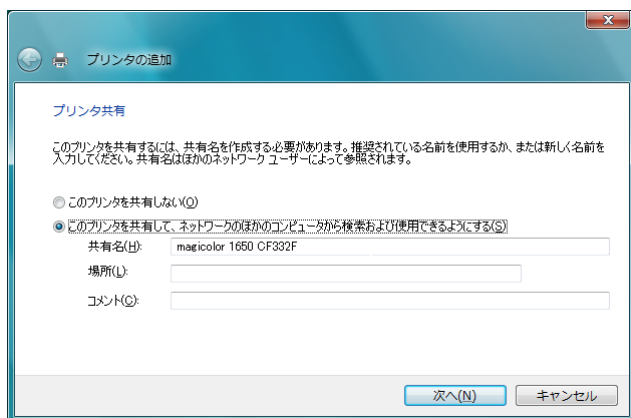 プリンタの追加
プリンタ共有
このプリンタを共有するには、共有名を作成する必要があります。推奨されている名前を使用するか、または新しく名前を
入力してください。共有名はほかのネットワーク ユーザーによって参照されます。
このプリンタを共有しない(O)
このプリンタを共有して、ネットワークのほかのコンピュータから検索および使用できるようにする(S)
共有名(H): magicolor 1650 CF332F
場所(L):
コメント(C):
次へ(N) キャンセル